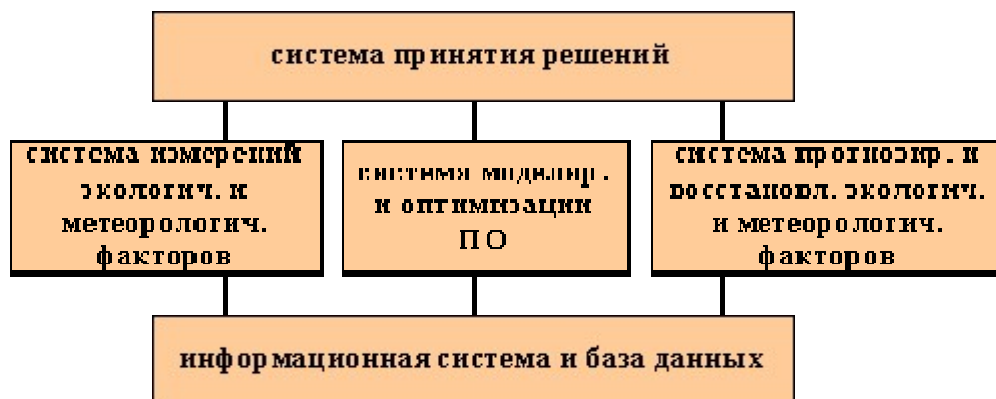 система принятия решений
система измерений
экологич. и
метеорологич.
факторов
система моделир.
и оптимизации
ПО
система прогнозир. и
восстановл. экологич.
и метеорологич.
факторов
информационная система и база данных